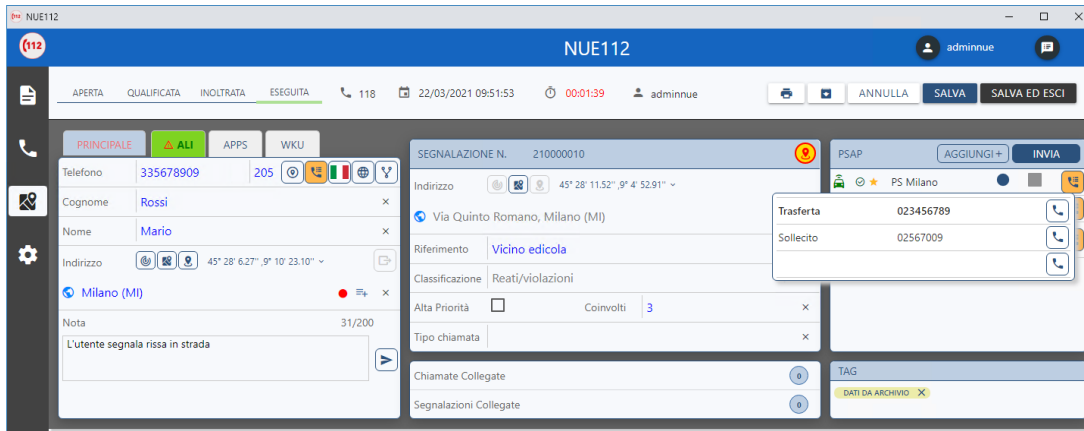 112 NUE112
(112 NUE112 adminnue
APERTA QUALIFICATA INOLTRATA ESEGUITA 118 22/03/2021 09:51:53 00:01:39 adminnue ANNULLA SALVA SALVA ED ESCI
PRINCIPALE ALI APPS WKU
Telefono 335678909 205
Cognome Rossi
Nome Mario
Indirizzo 45° 28' 6.27" ,9° 10' 23.10"
Milano (MI)
Nota 31/200
L'utente segnala rissa in strada
SEGNALAZIONE N. 210000010
Indirizzo 45° 28' 11.52" ,9° 4' 52.91"
Via Quinto Romano, Milano (MI)
Riferimento Vicino edicola
Classificazione Reati/violazioni
Alta Priorità Coinvolti 3
Tipo chiamata
Chiamate Collegate 0
Segnalazioni Collegate 0
PSAP AGGIUNGI + INVIA
PS Milano
Trasferta 023456789
Sollecito 02567009
TAG
DATI DA ARCHIVIO